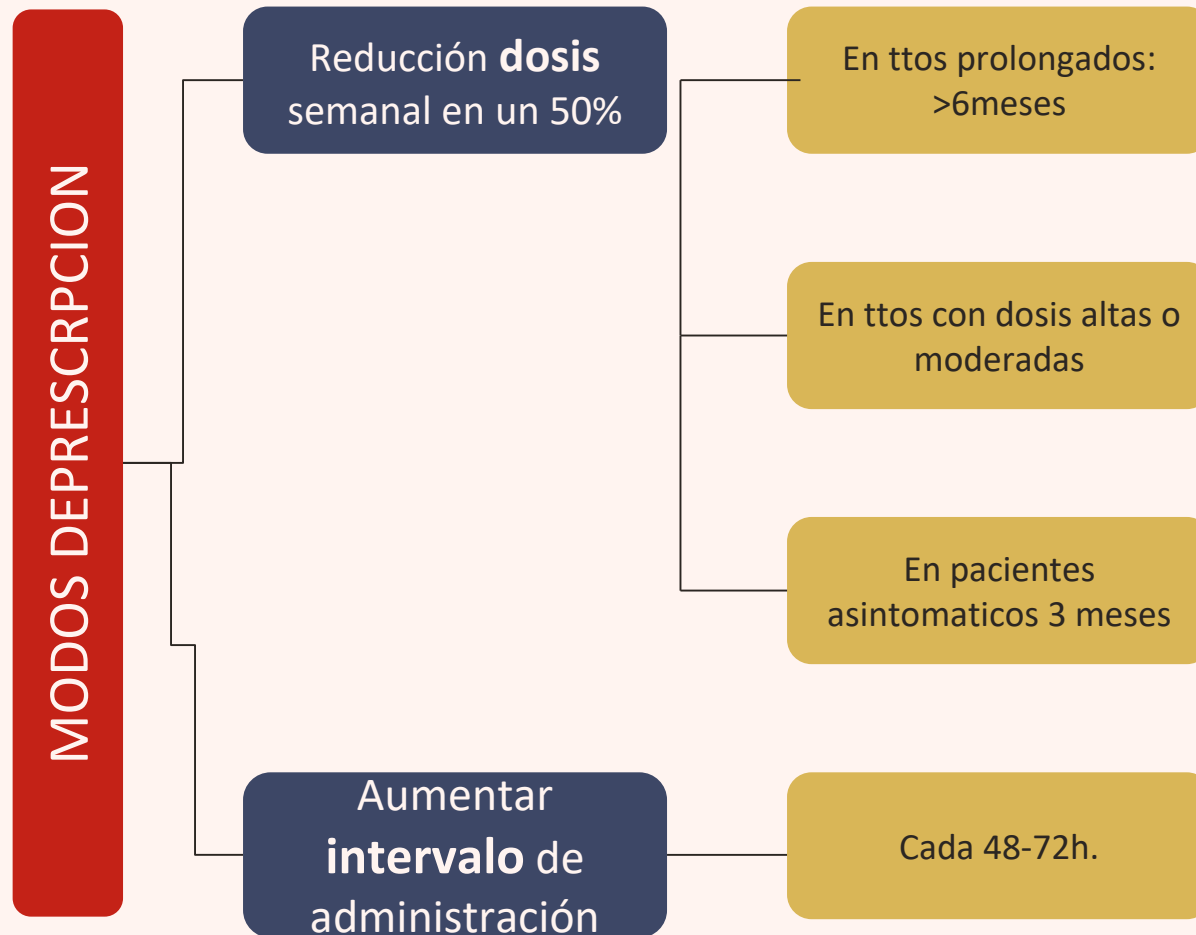 MODOS DEPRESCRPCION
Reducción dosis
semanal en un 50%
En ttos prolongados:
>6meses
En ttos con dosis altas o
moderadas
En pacientes
asintomaticos 3 meses
Aumentar
intervalo de
administración
Cada 48-72h.